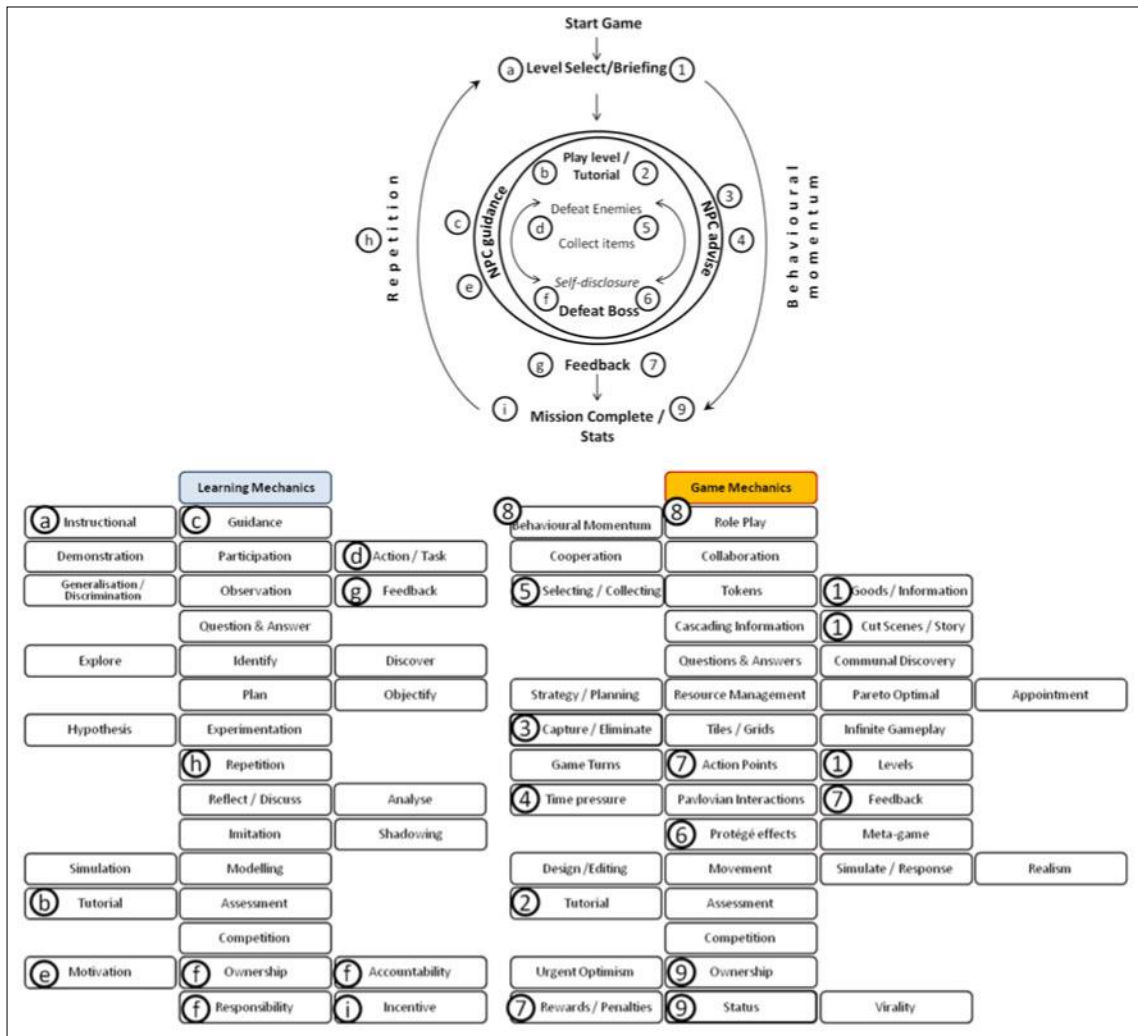 Start Game
a Level Select/Briefing 1
Play level /
b Tutorial 2
Defeat Enemies
d 5
Collect items
Self-disclosure
f 6
Defeat Boss
NPC guidance
c
e
NPC advise
3
4
Repetition
h
Behavioural
momentum
g Feedback 7
i Mission Complete / 9
Stats
Learning Mechanics
a Instructional c Guidance
Demonstration Participation d Action / Task
Generalisation /
Discrimination Observation g Feedback
Question & Answer
Explore Identify Discover
Plan Objectify
Hypothesis Experimentation
h Repetition
Reflect / Discuss Analyse
Imitation Shadowing
Simulation Modelling
b Tutorial Assessment
Competition
e Motivation f Ownership f Accountability
f Responsibility i Incentive
Game Mechanics
8 Behavioural Momentum 8 Role Play
Cooperation Collaboration
5 Selecting / Collecting Tokens 1 Goods / Information
Cascading Information 1 Cut Scenes / Story
Questions & Answers Communal Discovery
Strategy / Planning Resource Management Pareto Optimal Appointment
3 Capture / Eliminate Tiles / Grids Infinite Gameplay
Game Turns 7 Action Points 1 Levels
4 Time pressure Pavlovian Interactions 7 Feedback
6 Protégé effects Meta-game
Design /Editing Movement Simulate / Response Realism
2 Tutorial Assessment
Competition
Urgent Optimism 9 Ownership
7 Rewards / Penalties 9 Status Virality